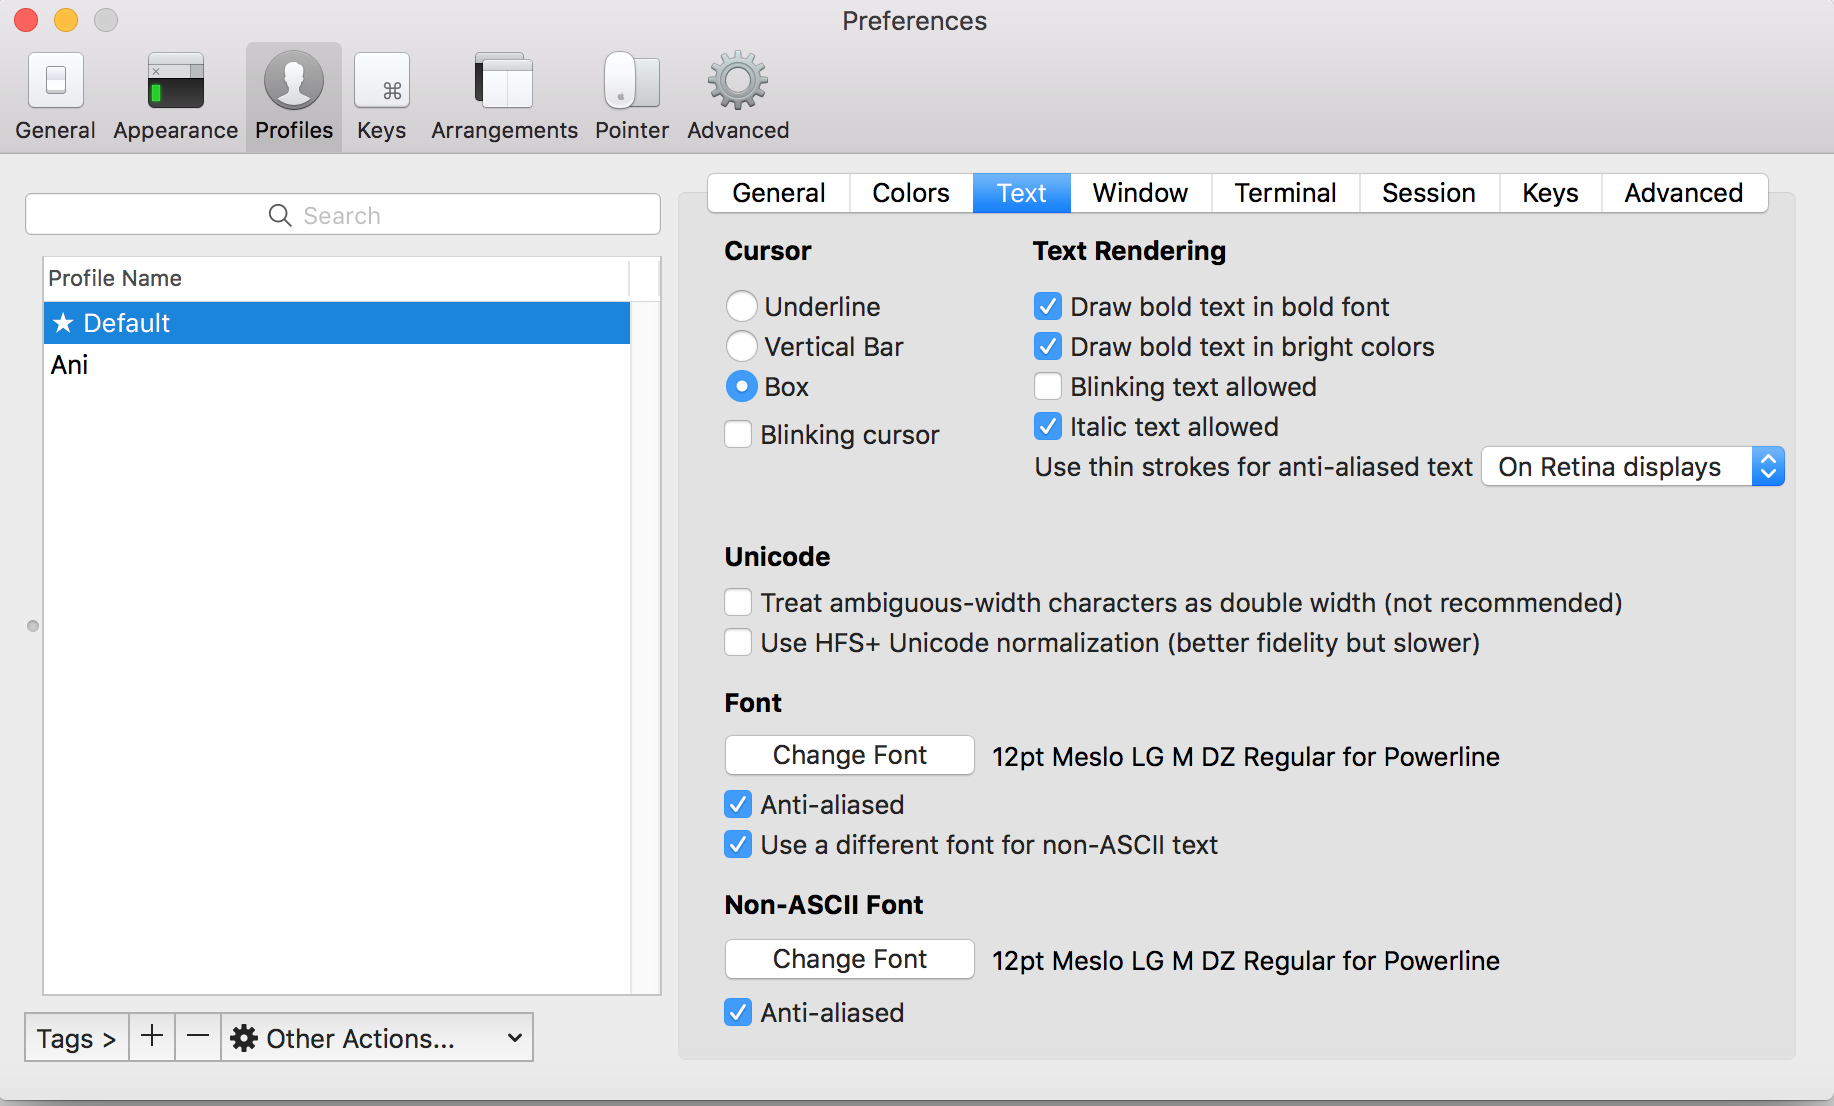 Preferences
General Appearance Profiles Keys Arrangements Pointer Advanced
Search
Profile Name
★ Default
Ani
Tags > + — Other Actions...
General Colors Text Window Terminal Session Keys Advanced
Cursor
Underline
Vertical Bar
Box
Blinking cursor
Text Rendering
Draw bold text in bold font
Draw bold text in bright colors
Blinking text allowed
Italic text allowed
Use thin strokes for anti-aliased text On Retina displays
Unicode
Treat ambiguous-width characters as double width (not recommended)
Use HFS+ Unicode normalization (better fidelity but slower)
Font
Change Font 12pt Meslo LG M DZ Regular for Powerline
Anti-aliased
Use a different font for non-ASCII text
Non-ASCII Font
Change Font 12pt Meslo LG M DZ Regular for Powerline
Anti-aliased